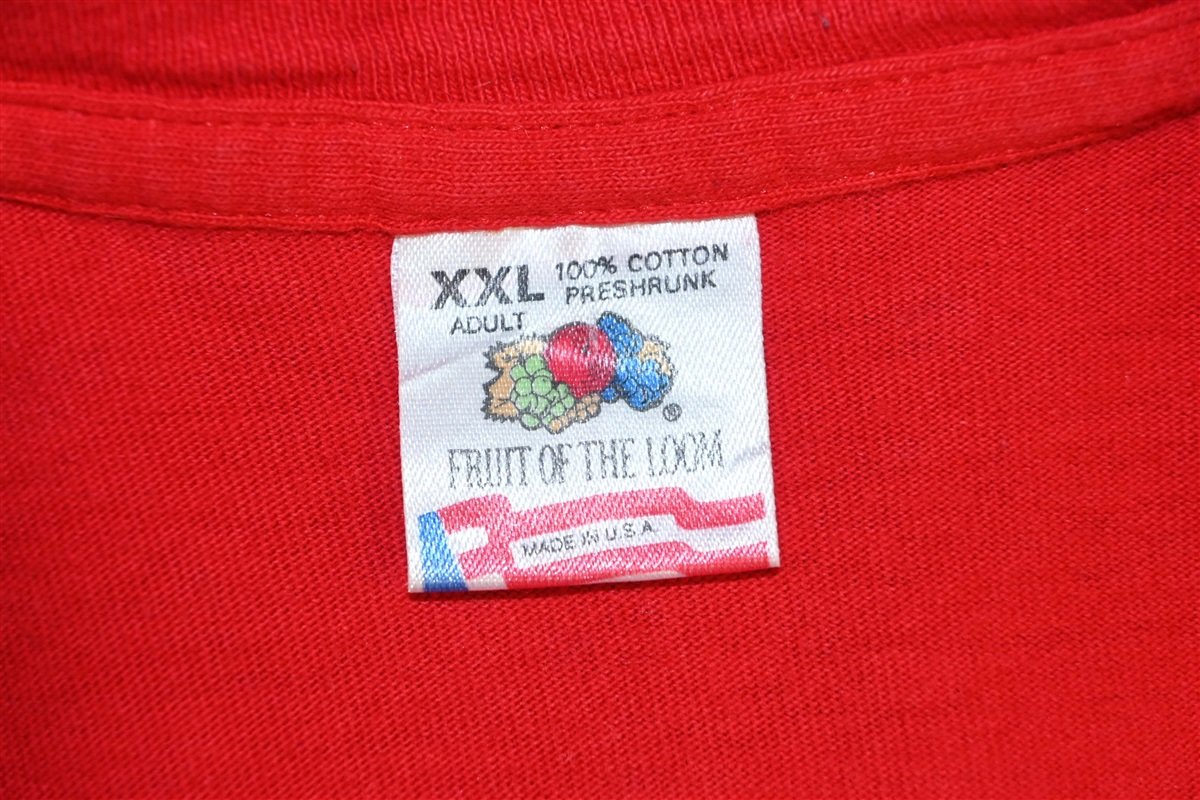 XXL 100% COTTON
ADULT PRESHRUNK
®
FRUIT OF THE LOOM
MADE IN U.S.A.